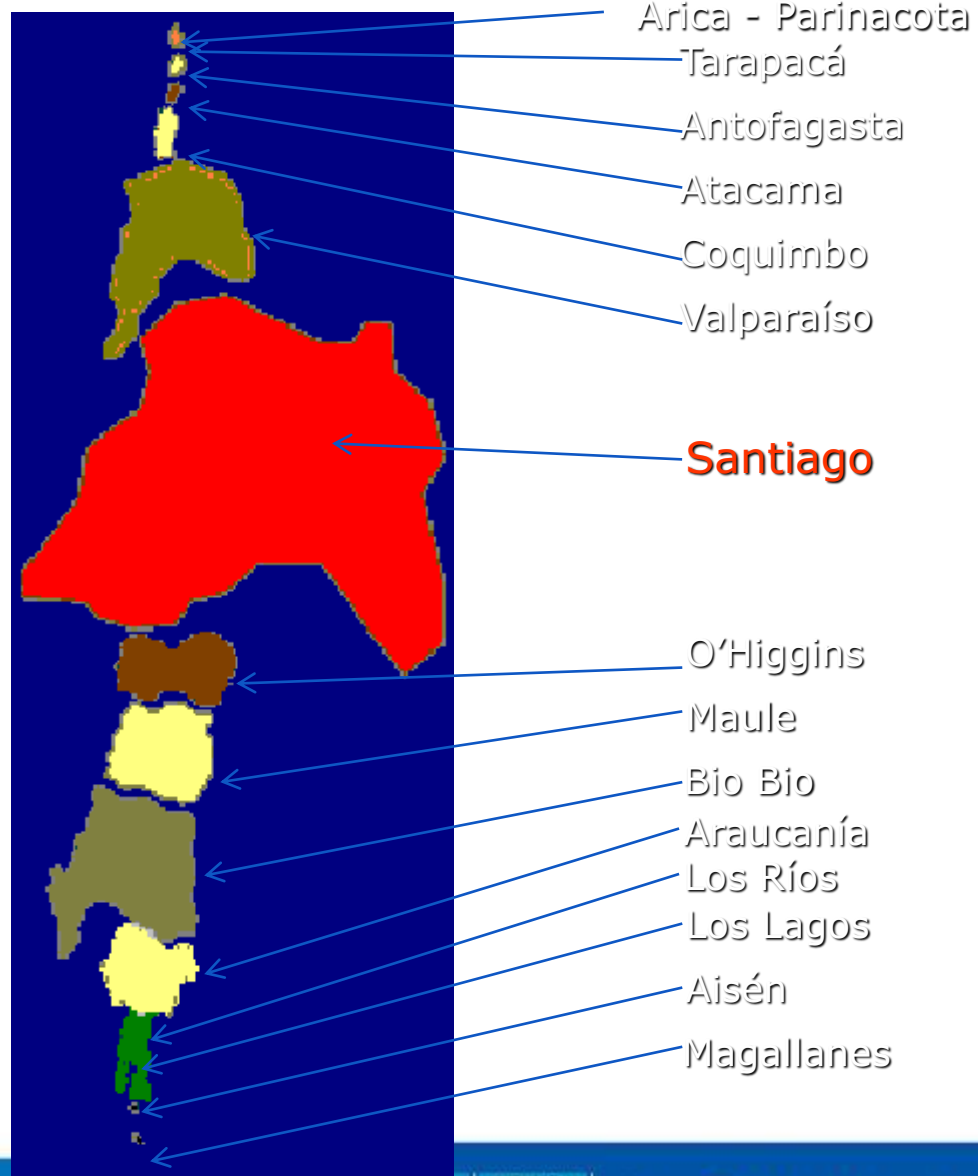 Arica - Parinacota
Tarapacá
Antofagasta
Atacama
Coquimbo
Valparaíso
Santiago
O’Higgins
Maule
Bio Bio
Araucanía
Los Ríos
Los Lagos
Aisén
Magallanes